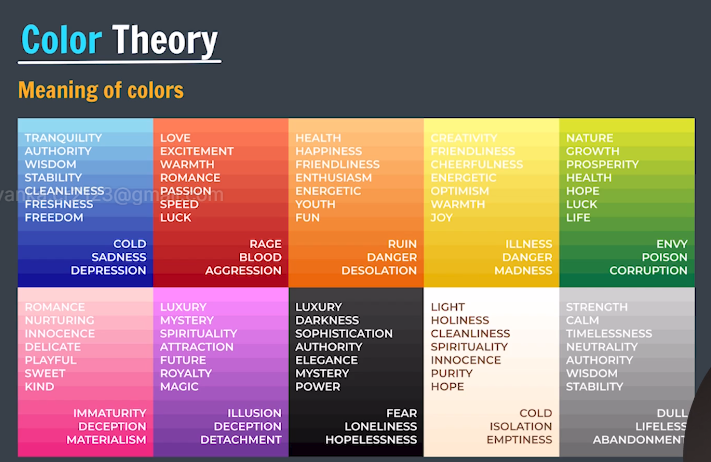 Color Theory
Meaning of colors
TRANQUILITY
AUTHORITY
WISDOM
STABILITY
CLEANLINESS
FRESHNESS
FREEDOM
COLD
SADNESS
DEPRESSION
LOVE
EXCITEMENT
WARMTH
ROMANCE
PASSION
SPEED
LUCK
RAGE
BLOOD
AGGRESSION
HEALTH
HAPPINESS
FRIENDLINESS
ENTHUSIASM
ENERGETIC
YOUTH
FUN
RUIN
DANGER
DESOLATION
CREATIVITY
FRIENDLINESS
CHEERFULNESS
ENERGETIC
OPTIMISM
WARMTH
JOY
ILLNESS
DANGER
MADNESS
NATURE
GROWTH
PROSPERITY
HEALTH
HOPE
LUCK
LIFE
ENVY
POISON
CORRUPTION
ROMANCE
NURTURING
INNOCENCE
DELICATE
PLAYFUL
SWEET
KIND
IMMATURITY
DECEPTION
MATERIALISM
LUXURY
MYSTERY
SPIRITUALITY
ATTRACTION
FUTURE
ROYALTY
MAGIC
ILLUSION
DECEPTION
DETACHMENT
LUXURY
DARKNESS
SOPHISTICATION
AUTHORITY
ELEGANCE
MYSTERY
POWER
FEAR
LONELINESS
HOPELESSNESS
LIGHT
HOLINESS
CLEANLINESS
SPIRITUALITY
INNOCENCE
PURITY
HOPE
COLD
ISOLATION
EMPTINESS
STRENGTH
CALM
TIMELESSNESS
NEUTRALITY
AUTHORITY
WISDOM
STABILITY
DULL
LIFELESS
ABANDONMENT